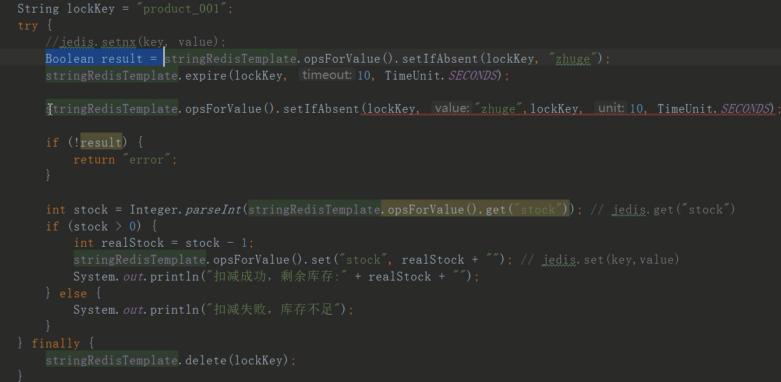 String lockKey = "product_001";
try {
//jedis.setnx(key, value);
Boolean result = stringRedisTemplate.opsForValue().setIfAbsent(lockKey, "zhuge");
stringRedisTemplate.expire(lockKey, timeout: 10, TimeUnit.SECONDS);
stringRedisTemplate.opsForValue().setIfAbsent(lockKey, value: "zhuge",lockKey, unit: 10, TimeUnit.SECONDS);
if (!result) {
return "error";
}
int stock = Integer.parseInt(stringRedisTemplate.opsForValue().get("stock")); // jedis.get("stock")
if (stock > 0) {
int realStock = stock - 1;
stringRedisTemplate.opsForValue().set("stock", realStock + ""); // jedis.set(key,value)
System.out.println("扣减成功，剩余库存:" + realStock + "");
} else {
System.out.println("扣减失败，库存不足");
}
} finally {
stringRedisTemplate.delete(lockKey);
}